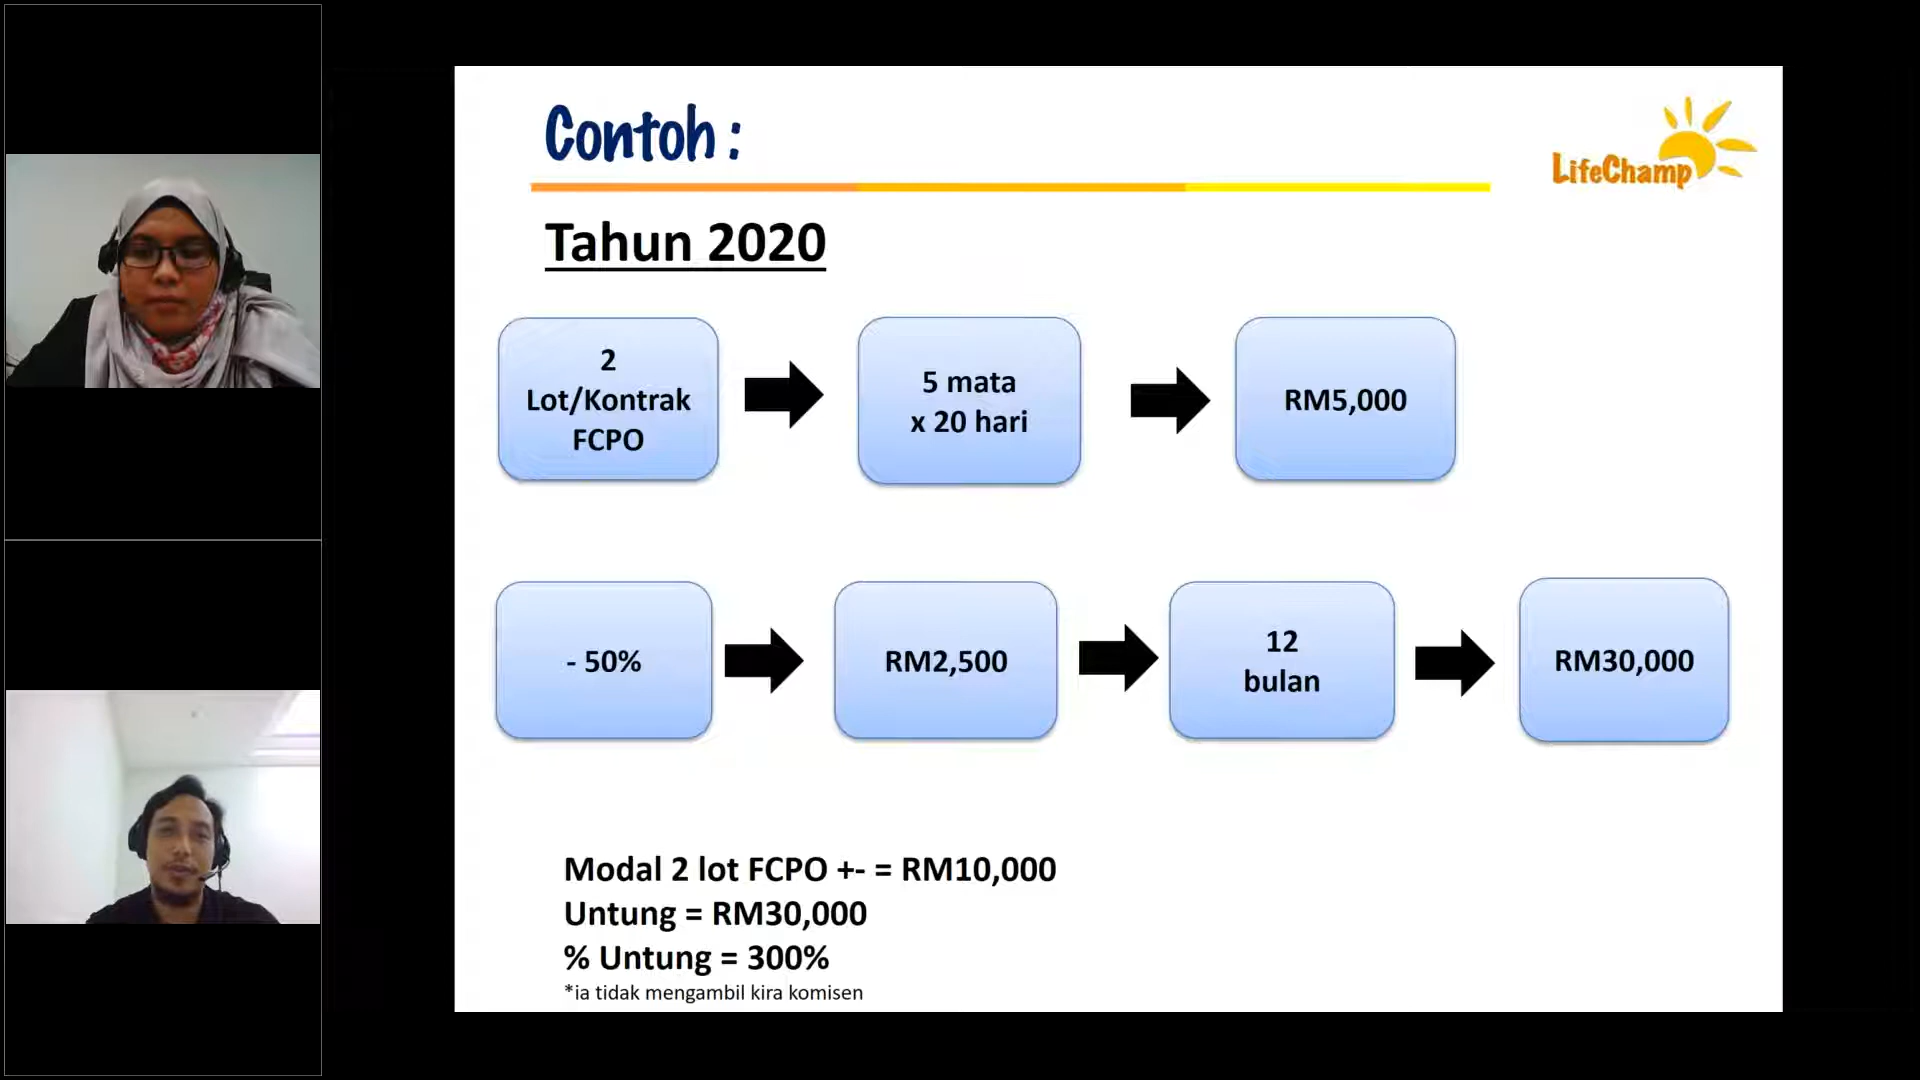 Contoh :
LifeChamp
Tahun 2020
2
Lot/Kontrak
FCPO
5 mata
x 20 hari
RM5,000
- 50%
RM2,500
12
bulan
RM30,000
Modal 2 lot FCPO +- = RM10,000
Untung = RM30,000
% Untung = 300%
*ia tidak mengambil kira komisen